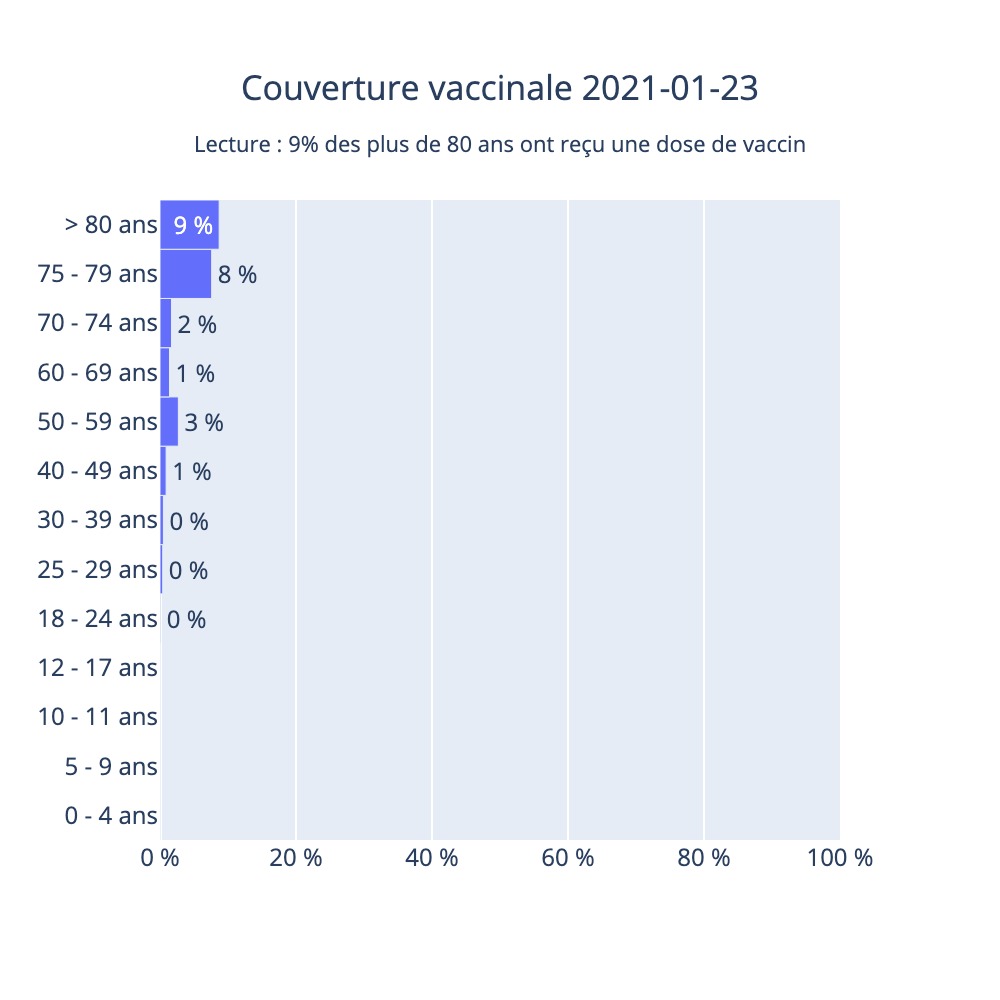 Couverture vaccinale 2021-01-23
Lecture : 9% des plus de 80 ans ont reçu une dose de vaccin
> 80 ans 9 %
75 - 79 ans 8 %
70 - 74 ans 2 %
60 - 69 ans 1 %
50 - 59 ans 3 %
40 - 49 ans 1 %
30 - 39 ans 0 %
25 - 29 ans 0 %
18 - 24 ans 0 %
12 - 17 ans
10 - 11 ans
5 - 9 ans
0 - 4 ans
0 % 20 % 40 % 60 % 80 % 100 %